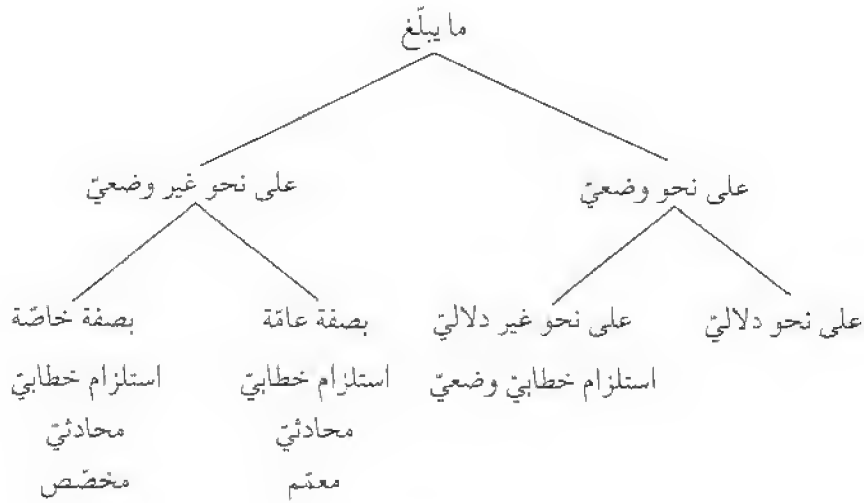 ما يبلّغ
على نحو وضعيّ
على نحو غير وضعيّ
على نحو دلاليّ
على نحو غير دلاليّ
استلزام خطابيّ وضعيّ
بصفة عامّة
استلزام خطابيّ
محادثيّ
معمّم
بصفة خاصّة
استلزام خطابيّ
محادثيّ
مخصّص